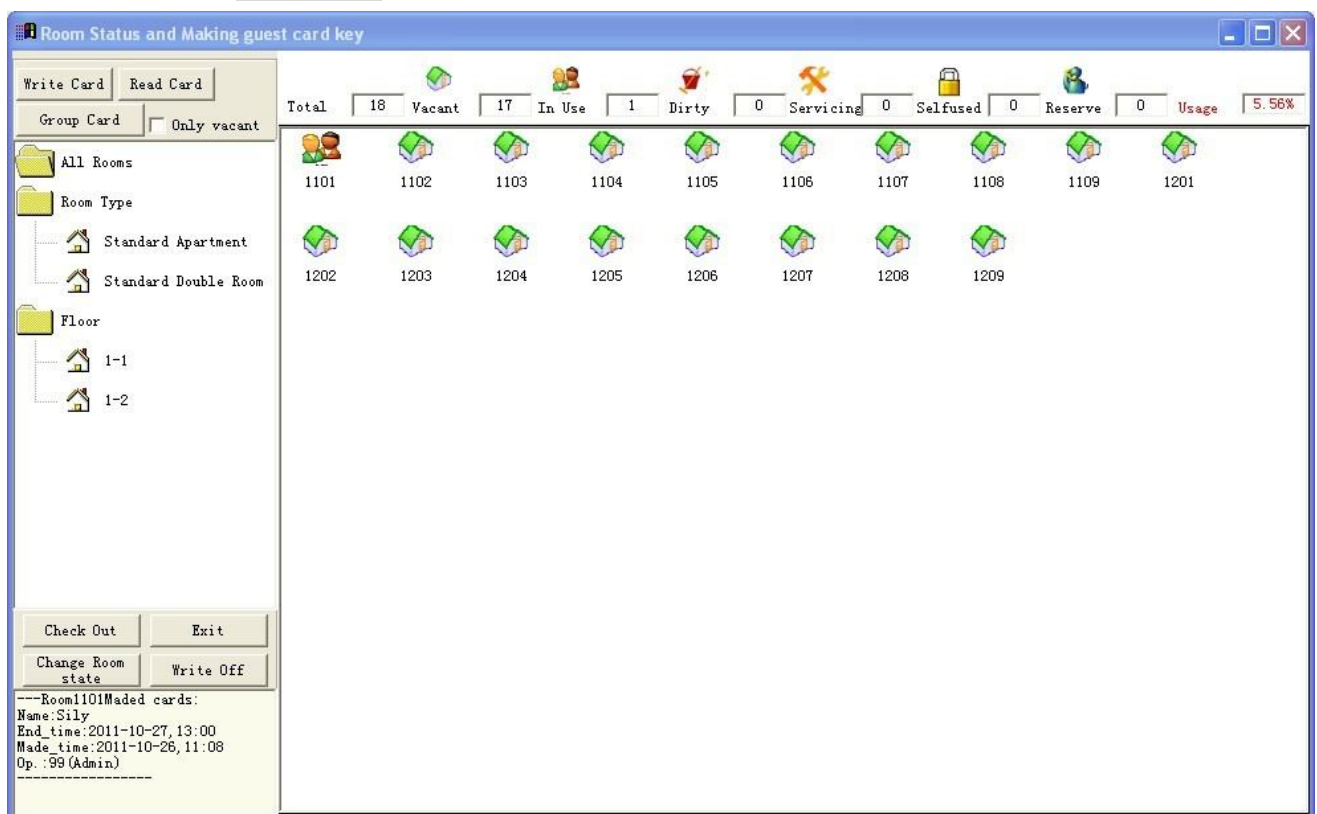 Room Status and Making guest card key
Write Card Read Card
Group Card Only vacant
Total 18 Vacant 17 In Use 1 Dirty 0 Servicing 0 Selfused 0 Reserve 0 Usage 5.56%
All Rooms
Room Type
Standard Apartment
Standard Double Room
Floor
1-1
1-2
1101 1102 1103 1104 1105 1106 1107 1108 1109 1201
1202 1203 1204 1205 1206 1207 1208 1209
Check Out Exit
Change Room
state
Write Off
---Room1101Maded cards:
Name:Sily
End_time:2011-10-27,13:00
Made_time:2011-10-26,11:08
Op.:99(Admin)
-----------------